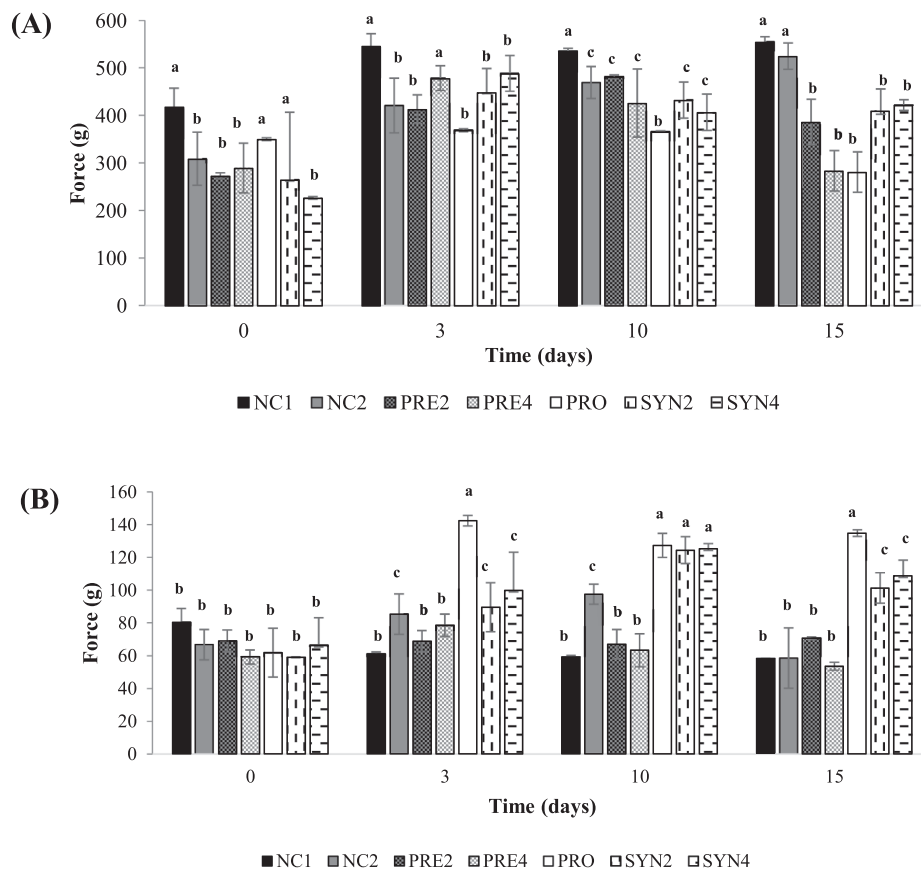 (A)
600
500
400
300
200
100
0
Force (g)
a b b b a a b
a b b a b b b
a c c c b c c
a a b b b b b
0 3 10 15
Time (days)
NC1 NC2 PRE2 PRE4 PRO SYN2 SYN4
(B)
160
140
120
100
80
60
40
20
0
Force (g)
b b b b b b b
b c b b a c c
b c b b a a a
b b b b a c c
0 3 10 15
Time (days)
NC1 NC2 PRE2 PRE4 PRO SYN2 SYN4